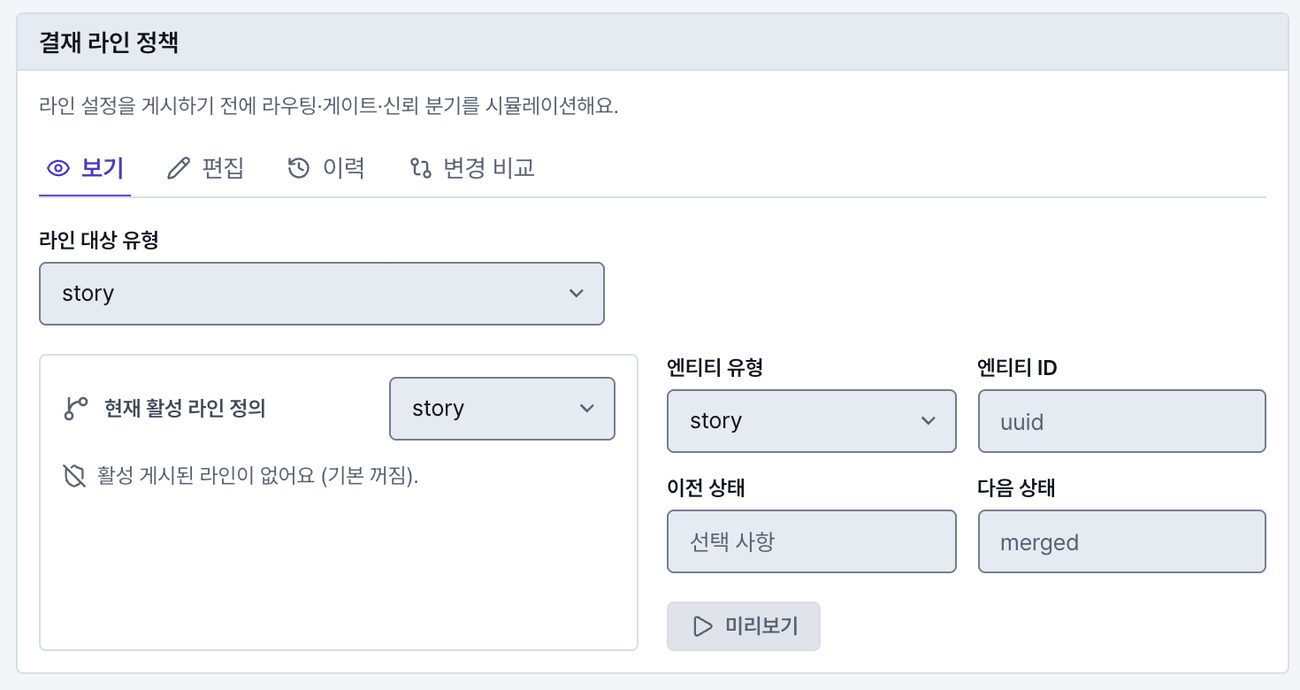 결재 라인 정책
라인 설정을 게시하기 전에 라우팅·게이트·신뢰 분기를 시뮬레이션해요.
보기 편집 이력 변경 비교
라인 대상 유형
story
현재 활성 라인 정의 story
활성 게시된 라인이 없어요 (기본 꺼짐).
엔티티 유형 엔티티 ID
story uuid
이전 상태 다음 상태
선택 사항 merged
미리보기